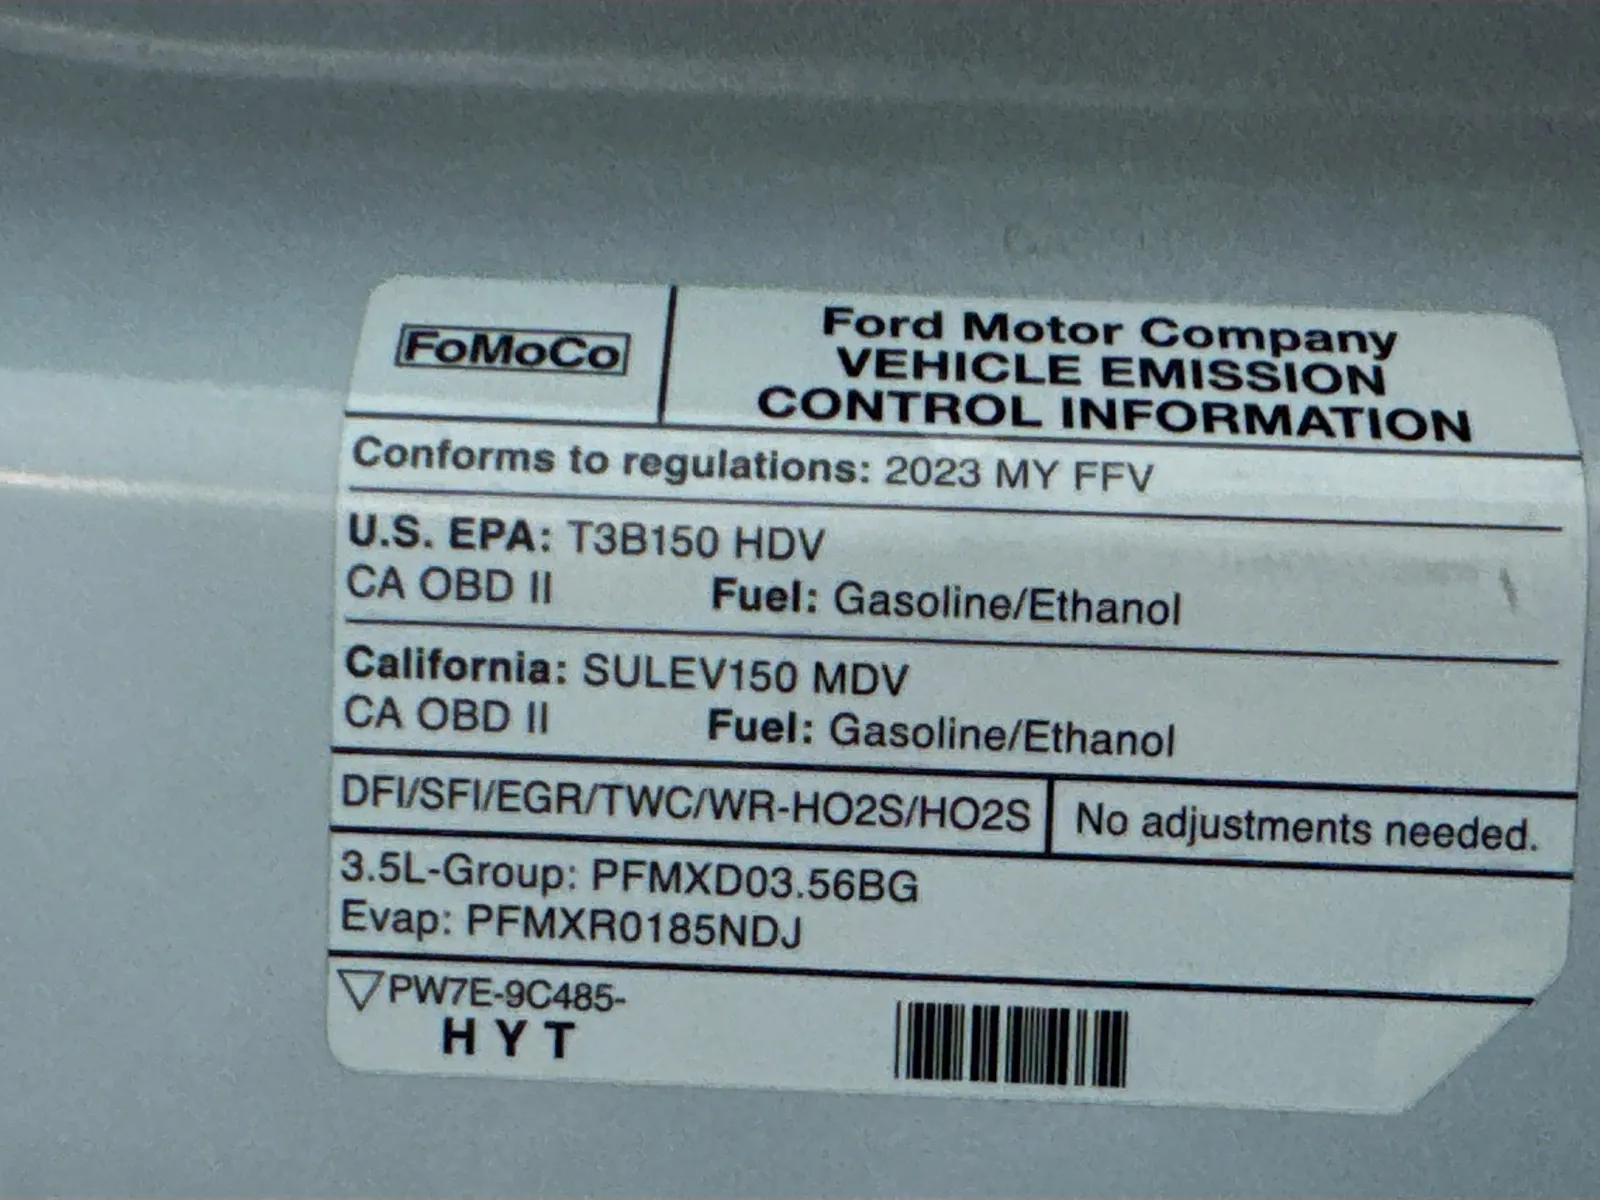 FoMoCo
Ford Motor Company
VEHICLE EMISSION
CONTROL INFORMATION
Conforms to regulations: 2023 MY FFV
U.S. EPA: T3B150 HDV
CA OBD II Fuel: Gasoline/Ethanol
California: SULEV150 MDV
CA OBD II Fuel: Gasoline/Ethanol
DFI/SFI/EGR/TWC/WR-HO2S/HO2S No adjustments needed.
3.5L-Group: PFMXD03.56BG
Evap: PFMXR0185NDJ
PW7E-9C485-
H Y T